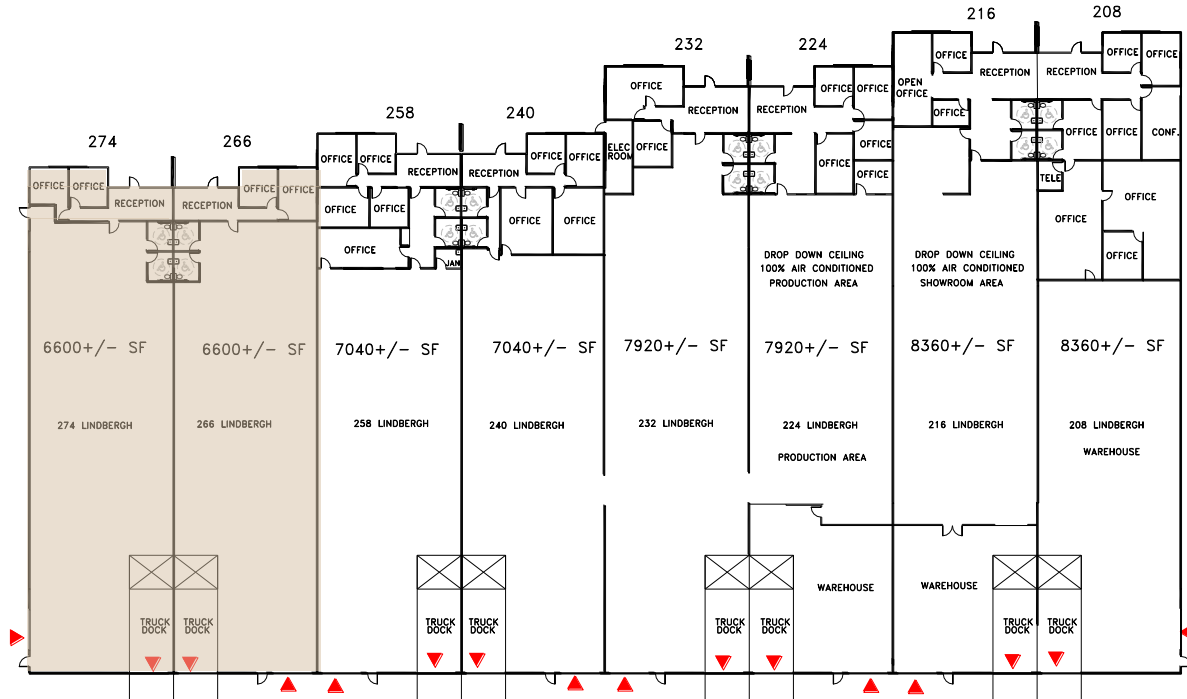 216
208
232
224
258
240
274
266
OFFICE
OFFICE
OFFICE
OPEN
OFFICE
RECEPTION
RECEPTION
OFFICE
OFFICE
OFFICE
CONF.
TELE
OFFICE
OFFICE
OFFICE
OFFICE
RECEPTION
RECEPTION
OFFICE
OFFICE
ELEC
ROOM
OFFICE
OFFICE
OFFICE
OFFICE
OFFICE
OFFICE
RECEPTION
RECEPTION
OFFICE
OFFICE
OFFICE
OFFICE
OFFICE
OFFICE
OFFICE
JAN
OFFICE
OFFICE
RECEPTION
RECEPTION
OFFICE
OFFICE
DROP DOWN CEILING
100% AIR CONDITIONED
PRODUCTION AREA
DROP DOWN CEILING
100% AIR CONDITIONED
SHOWROOM AREA
6600+/- SF
6600+/- SF
7040+/- SF
7040+/- SF
7920+/- SF
7920+/- SF
8360+/- SF
8360+/- SF
274 LINDBERGH
266 LINDBERGH
258 LINDBERGH
240 LINDBERGH
232 LINDBERGH
224 LINDBERGH
216 LINDBERGH
208 LINDBERGH
PRODUCTION AREA
WAREHOUSE
WAREHOUSE
WAREHOUSE
TRUCK
DOCK
TRUCK
DOCK
TRUCK
DOCK
TRUCK
DOCK
TRUCK
DOCK
TRUCK
DOCK
TRUCK
DOCK
TRUCK
DOCK